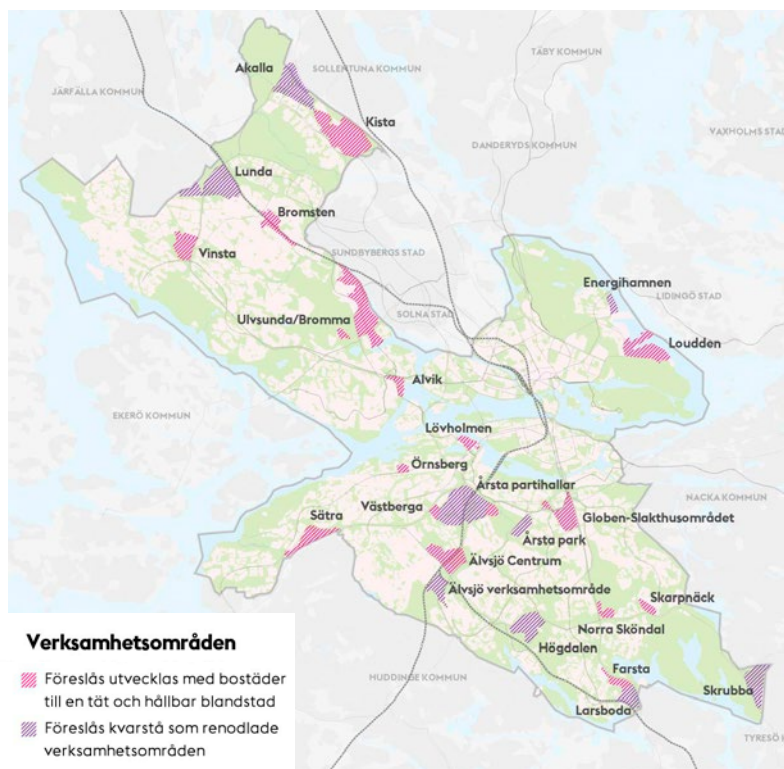 TÄBY KOMMUN
Akalla
SOLLENTUNA KOMMUN
JÄRFÄLLA KOMMUN
Kista
VAXHOLMS STAD
DANDERYDS KOMMUN
Lunda
Bromsten
Vinsta
SUNDBYBERGS STAD
Energihamnen
LIDINGÖ STAD
Ulvsunda/Bromma
SOLNA STAD
Loudden
Alvik
EKERÖ KOMMUN
Lövholmen
Örnsberg
Årsta partihallar
NACKA KOMMUN
Västberga
Sätra
Globen-Slakthusområdet
Årsta park
Älvsjö Centrum
Älvsjö verksamhetsområde
Skarpnäck
Norra Sköndal
Högdalen
Farsta
HUDDINGE KOMMUN
Skrubba
Larsboda
TYRESÖ K
Verksamhetsområden
Föreslås utvecklas med bostäder
till en tät och hållbar blandstad
Föreslås kvarstå som renodlade
verksamhetsområden